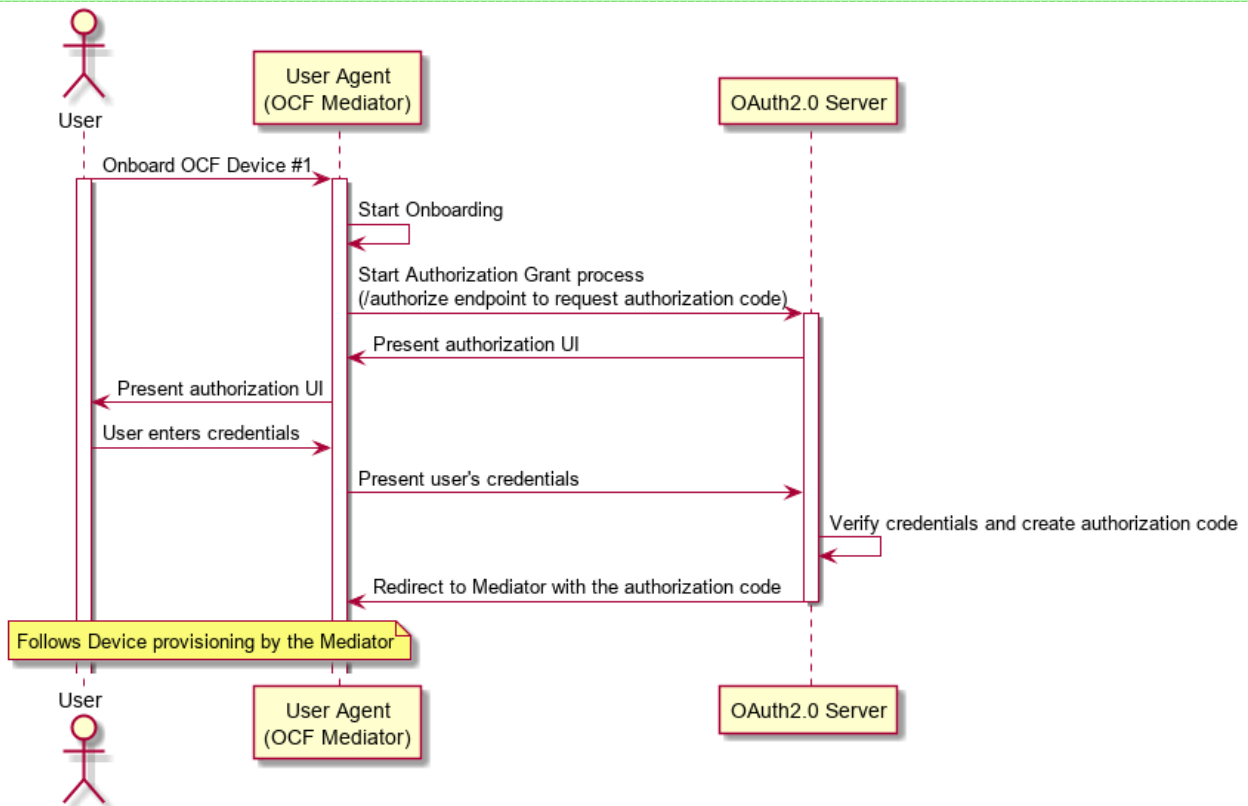 User
User Agent
(OCF Mediator)
OAuth2.0 Server
Onboard OCF Device #1
Start Onboarding
Start Authorization Grant process
(/authorize endpoint to request authorization code)
Present authorization UI
Present authorization UI
User enters credentials
Present user's credentials
Verify credentials and create authorization code
Redirect to Mediator with the authorization code
Follows Device provisioning by the Mediator
User
User Agent
(OCF Mediator)
OAuth2.0 Server